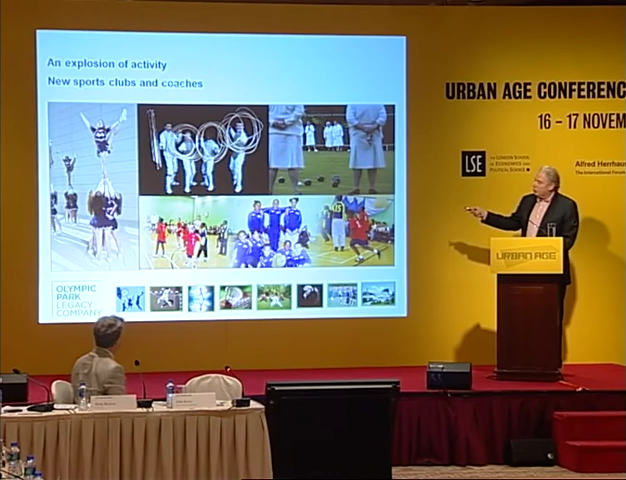 An explosion of activity
New sports clubs and coaches
URBAN AGE CONFERENC
16 – 17 NOVEM
LSE
THE LONDON SCHOOL
OF ECONOMICS AND
POLITICAL SCIENCE
Alfred Herrhau
The International Forum
URBAN AGE
OLYMPIC
PARK
LEGACY
COMPANY